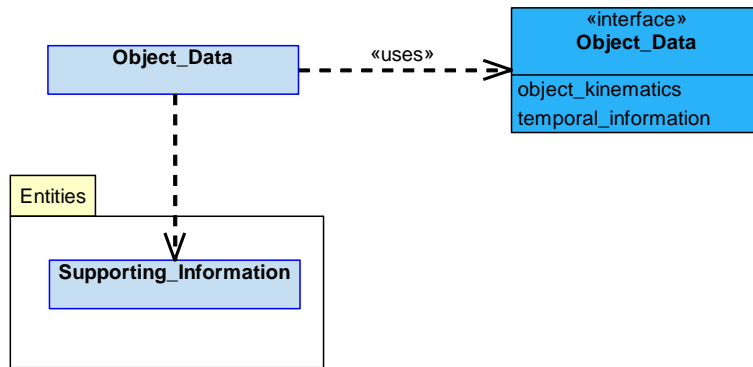 «interface»
Object_Data
Object_Data
«uses»
object_kinematics
temporal_information
Entities
Supporting_Information